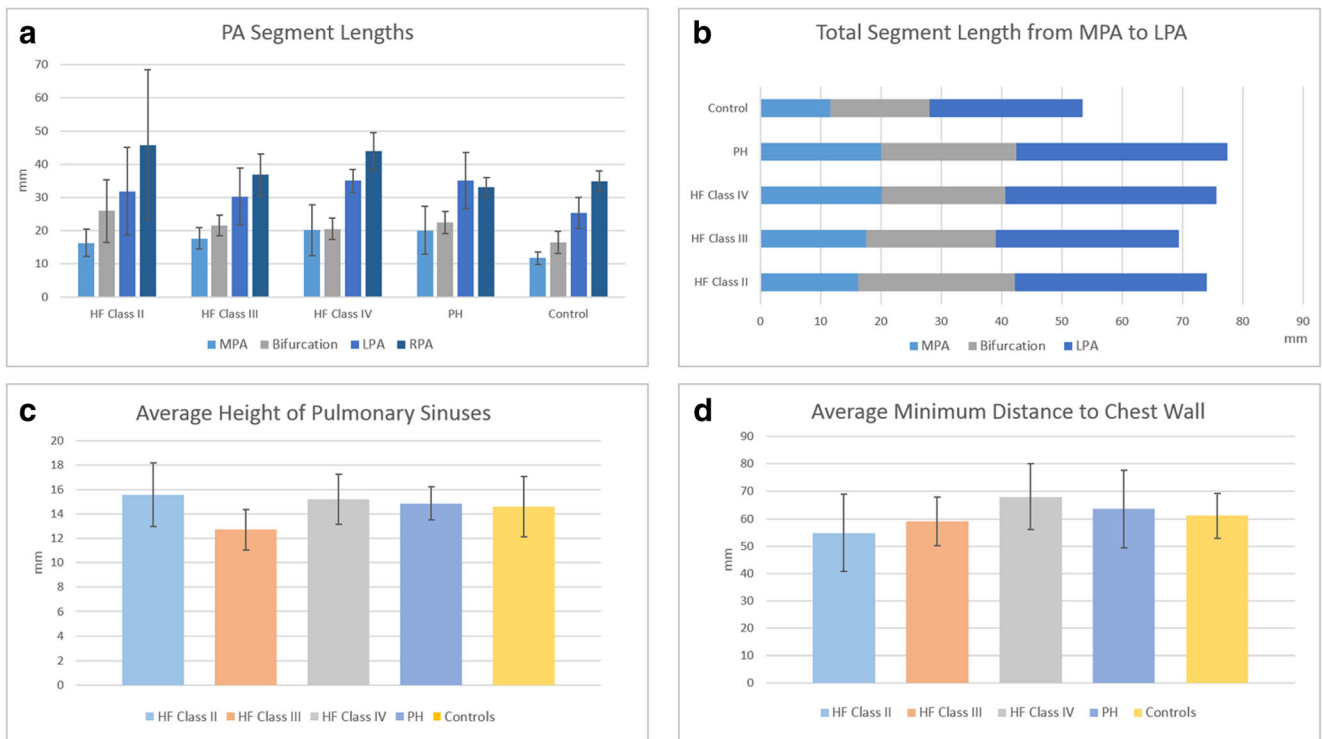 a
PA Segment Lengths
70
60
50
40
30
20
10
0
mm
HF Class II HF Class III HF Class IV PH Control
MPA Bifurcation LPA RPA
b
Total Segment Length from MPA to LPA
Control
PH
HF Class IV
HF Class III
HF Class II
0 10 20 30 40 50 60 70 80 90
mm
MPA Bifurcation LPA
c
Average Height of Pulmonary Sinuses
20
18
16
14
12
10
8
6
4
2
0
mm
HF Class II HF Class III HF Class IV PH Controls
d
Average Minimum Distance to Chest Wall
90
80
70
60
50
40
30
20
10
0
mm
HF Class II HF Class III HF Class IV PH Controls